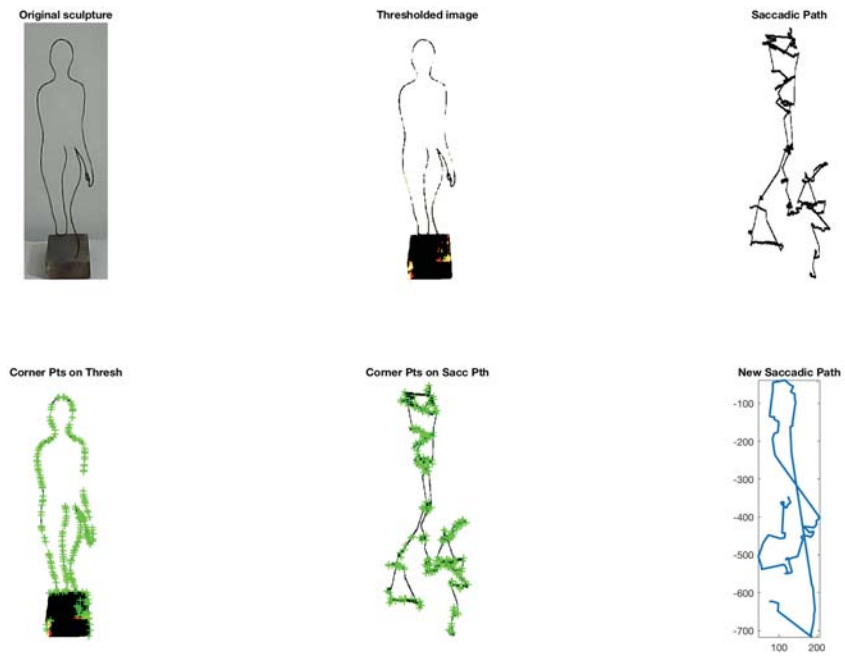 Original sculpture
Thresholded image
Saccadic Path
Corner Pts on Thresh
Corner Pts on Sacc Pth
New Saccadic Path
-100
-200
-300
-400
-500
-600
-700
100 200